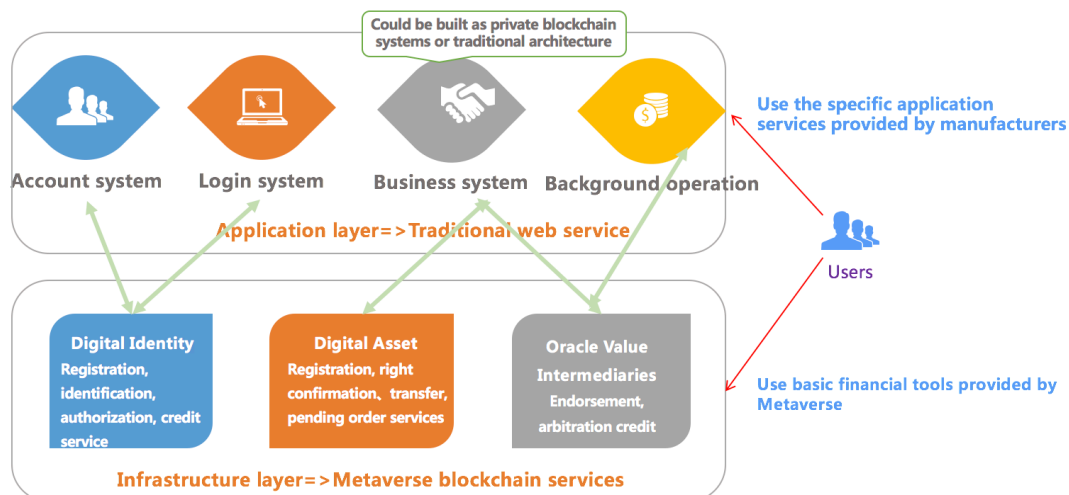 Could be built as private blockchain
systems or traditional architecture
Account system
Login system
Business system
Background operation
Application layer=>Traditional web service
Use the specific application
services provided by manufacturers
Users
Digital Identity
Registration,
identification,
authorization, credit
service
Digital Asset
Registration, right
confirmation、transfer,
pending order services
Oracle Value
Intermediaries
Endorsement,
arbitration credit
Use basic financial tools provided by
Metaverse
Infrastructure layer=>Metaverse blockchain services